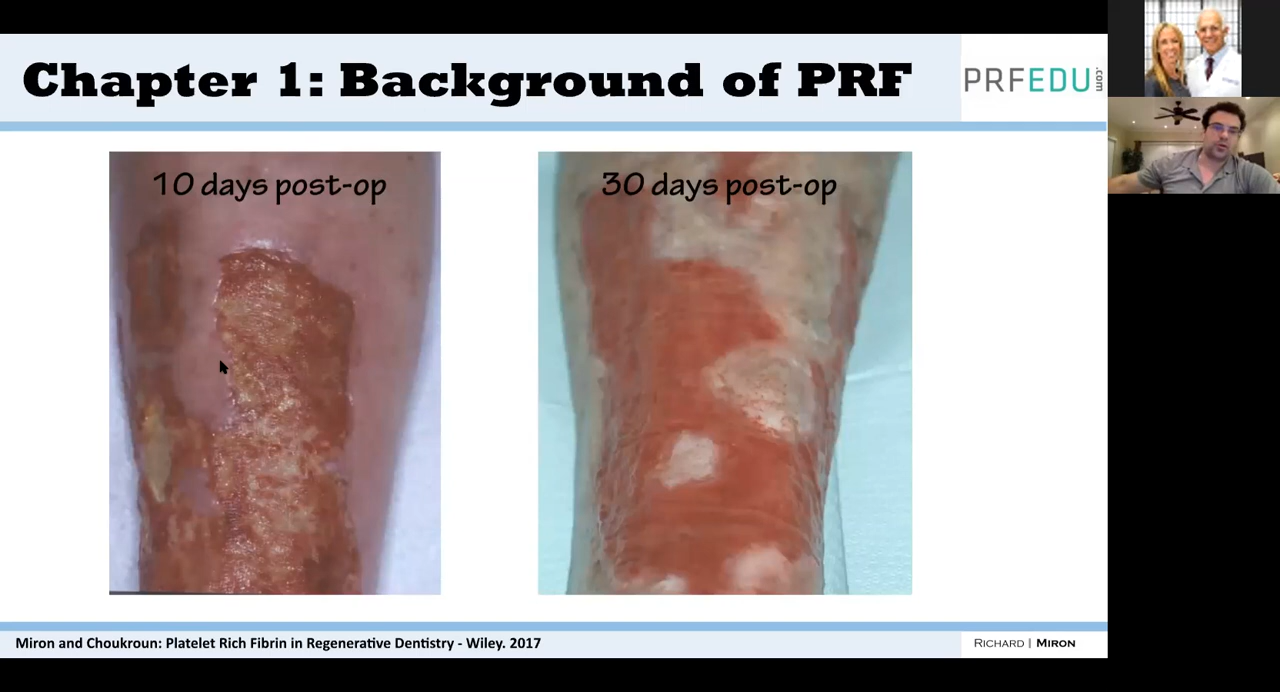 Chapter 1: Background of PRF
PRFEDU.com
10 days post-op
30 days post-op
Miron and Choukroun: Platelet Rich Fibrin in Regenerative Dentistry - Wiley. 2017
RICHARD | MIRON